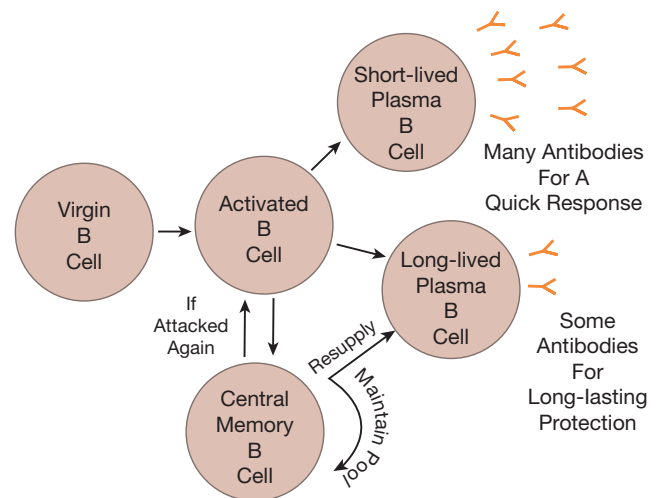 Short-lived
Plasma
B
Cell
Many Antibodies
For A
Quick Response
Virgin
B
Cell
Activated
B
Cell
Long-lived
Plasma
B
Cell
Some
Antibodies
For
Long-lasting
Protection
If
Attacked
Again
Resupply
Maintain Pool
Central
Memory
B
Cell